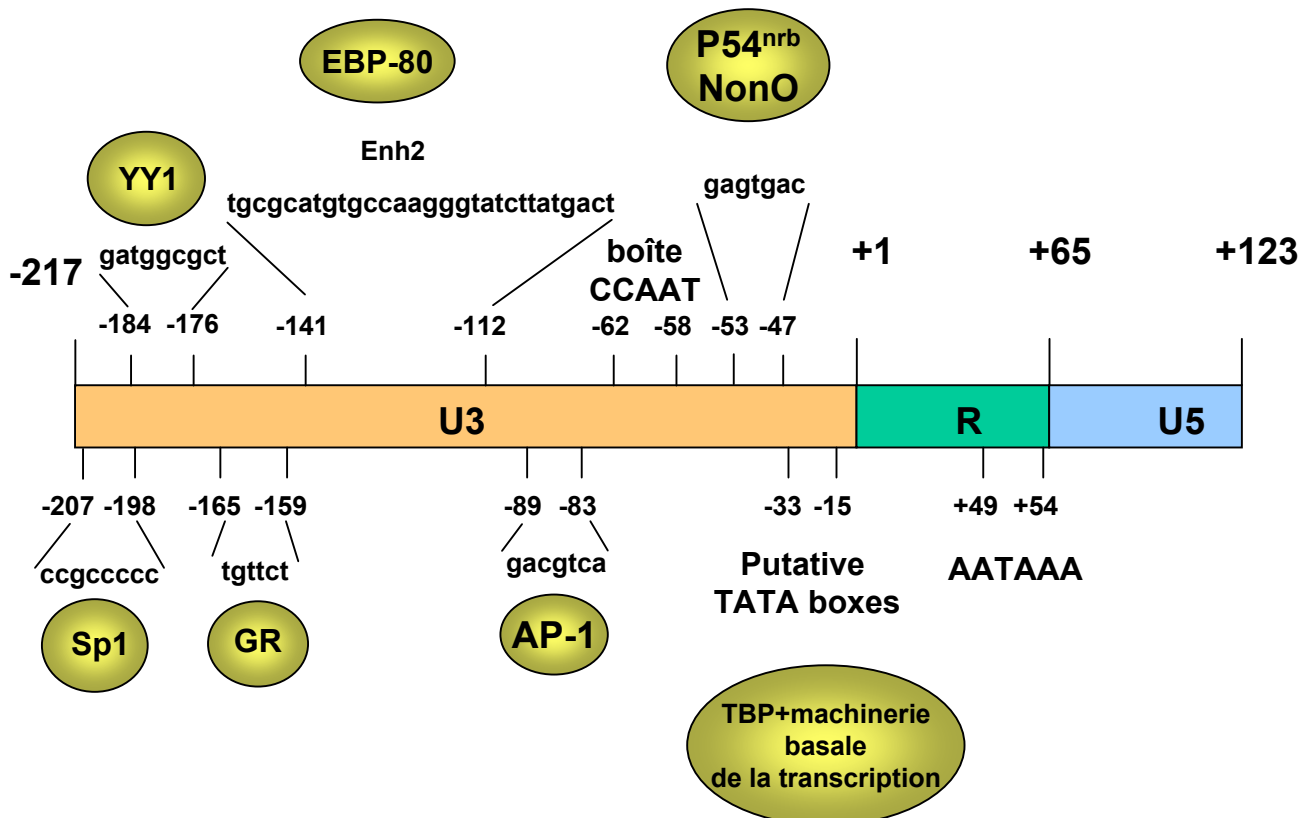 EBP-80
P54nrb
NonO
Enh2
YY1
tgcgcatgtgccaagggtatcttatgact
gagtgac
gatggcgct
boîte
CCAAT
-217
+1
+65
+123
-184 -176 -141 -112 -62 -58 -53 -47
U3 R U5
-207 -198 -165 -159 -89 -83 -33 -15 +49 +54
ccgccccc
tgttct
gacgtca
Putative
TATA boxes
AATAAA
Sp1
GR
AP-1
TBP+machinerie
basale
de la transcription